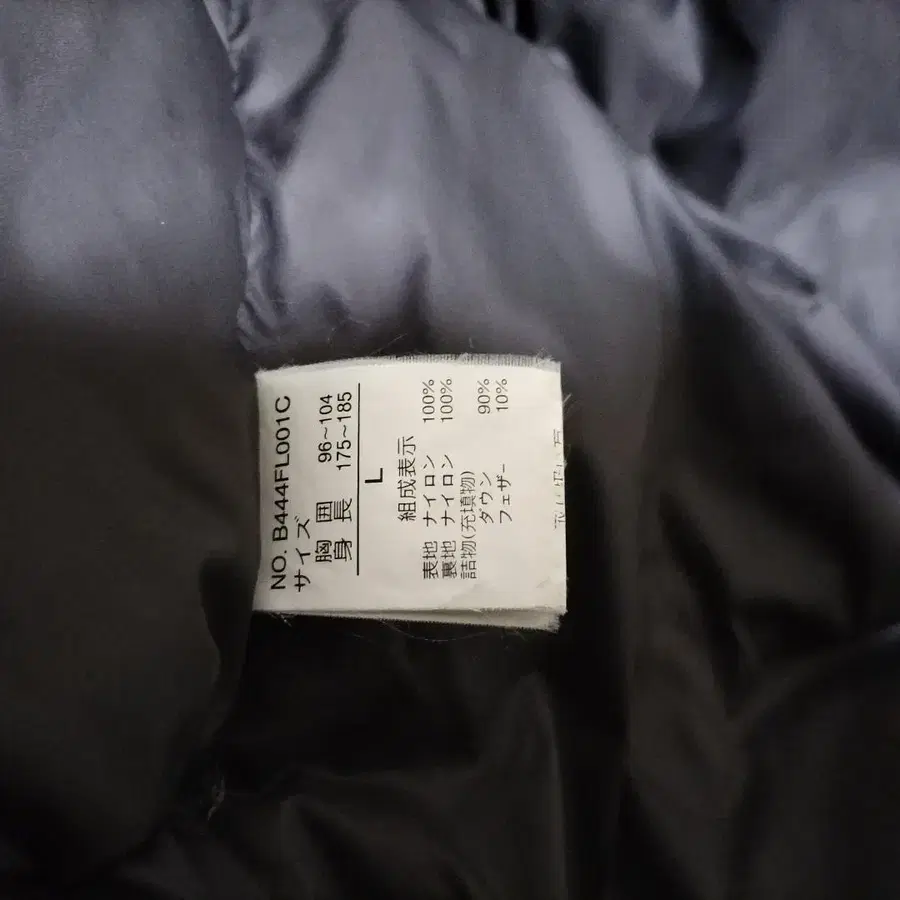 NO. B444FL001C
サイズ
胸囲 96~104
身長 175~185
L
組成表示
表地 ナイロン 100%
裏地 ナイロン 100%
詰物(充填物)
ダウン 90%
フェザー 10%